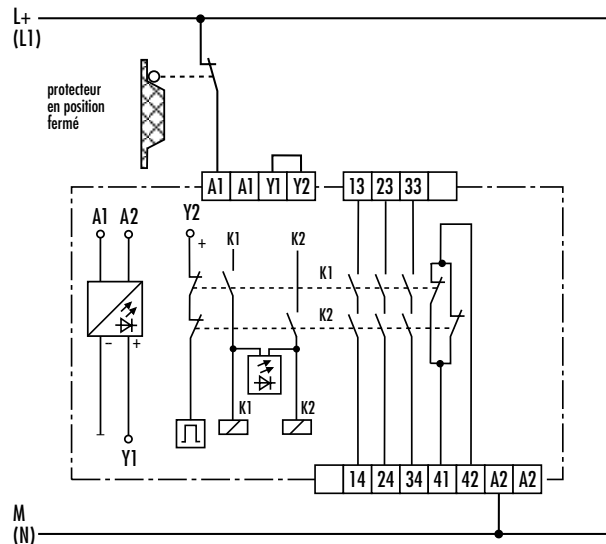 L+
(L1)
protecteur
en position
fermé
A1 A1 Y1 Y2 13 23 33
A1 A2 Y2
+
K1 K2
K1
K2
– +
K1 K2
Y1
14 24 34 41 42 A2 A2
M
(N)